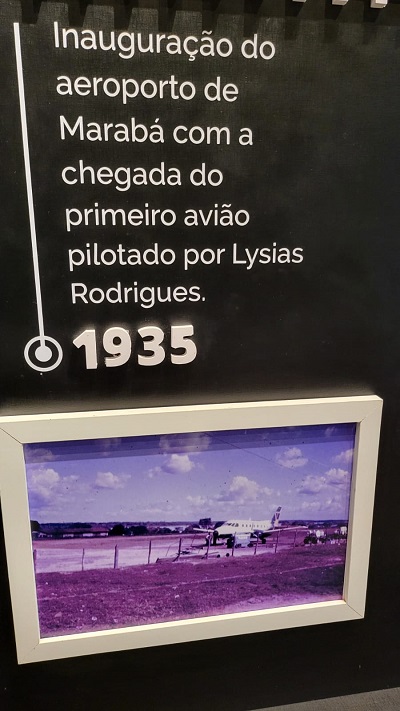 Inauguração do
aeroporto de
Marabá com a
chegada do
primeiro avião
pilotado por Lysias
Rodrigues.
1935